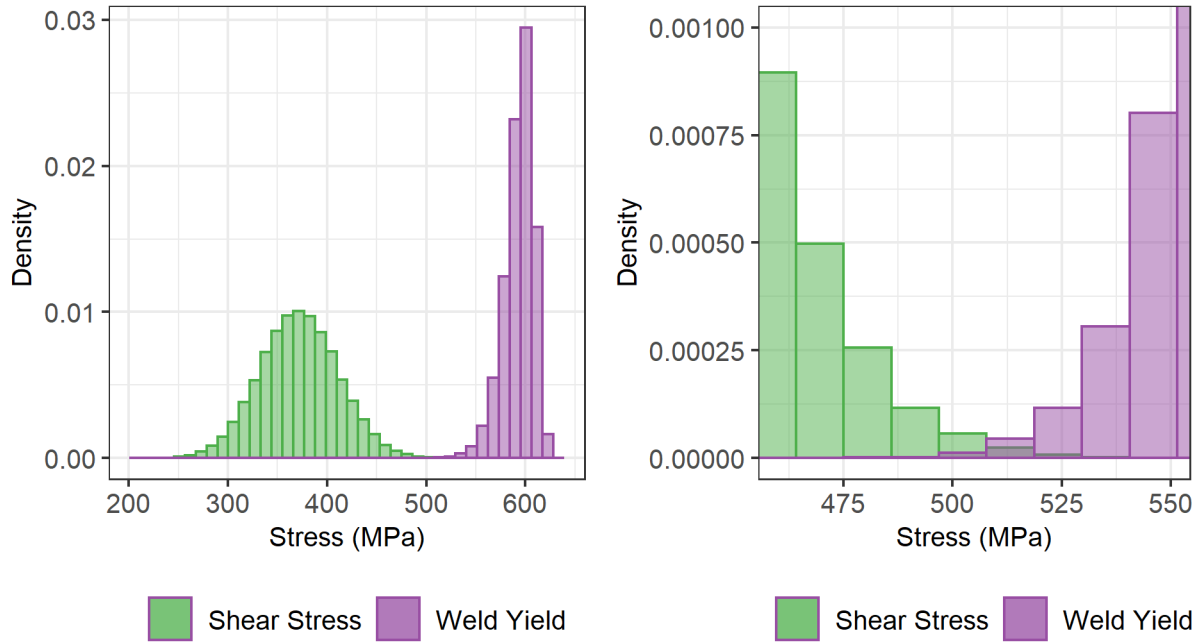 0.03
0.02
0.01
0.00
Density
200 300 400 500 600
Stress (MPa)
Shear Stress Weld Yield
0.00100
0.00075
0.00050
0.00025
0.00000
Density
475 500 525 550
Stress (MPa)
Shear Stress Weld Yield